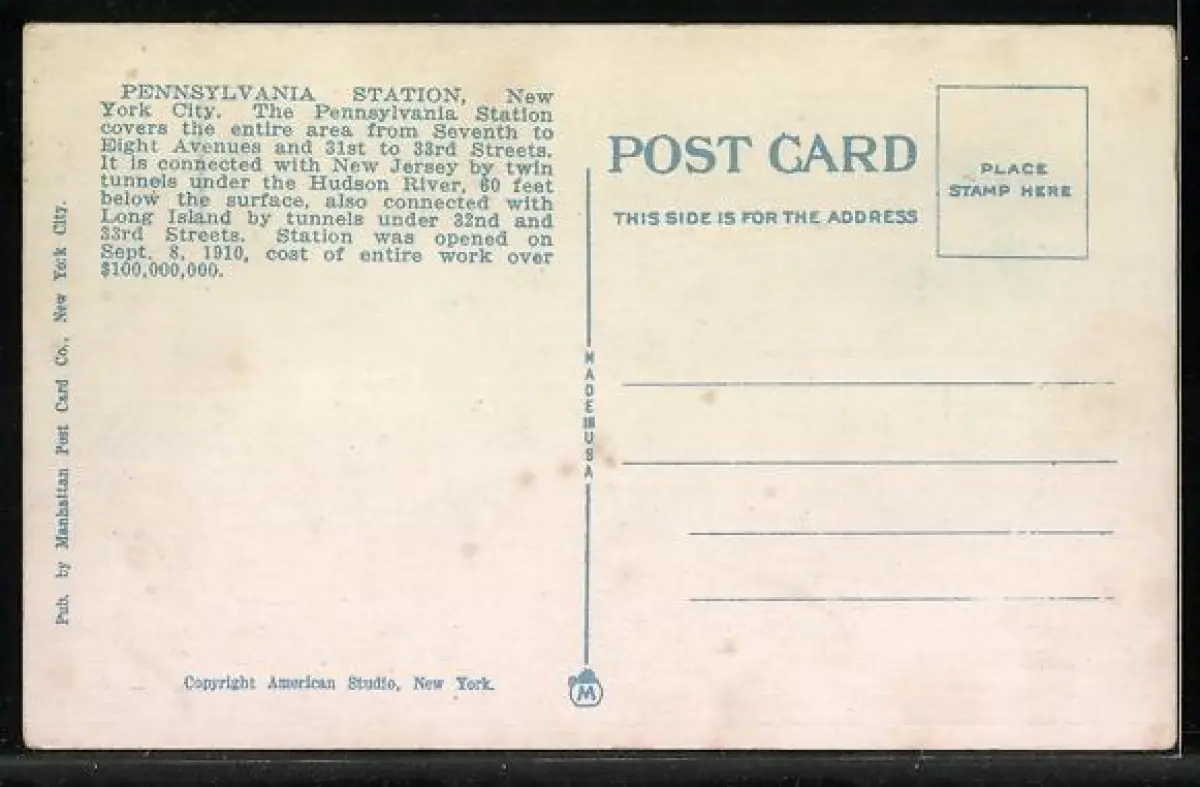 PENNSYLVANIA STATION, New
York City. The Pennsylvania Station
covers the entire area from Seventh to
Eight Avenues and 31st to 33rd Streets.
It is connected with New Jersey by twin
tunnels under the Hudson River, 60 feet
below the surface, also connected with
Long Island by tunnels under 32nd and
33rd Streets. Station was opened on
Sept. 8, 1910, cost of entire work over
$100,000,000.
Pub. by Manhattan Post Card Co., New York City.
Copyright American Studio, New York.
MADE IN USA
M
POST CARD
THIS SIDE IS FOR THE ADDRESS
PLACE
STAMP HERE